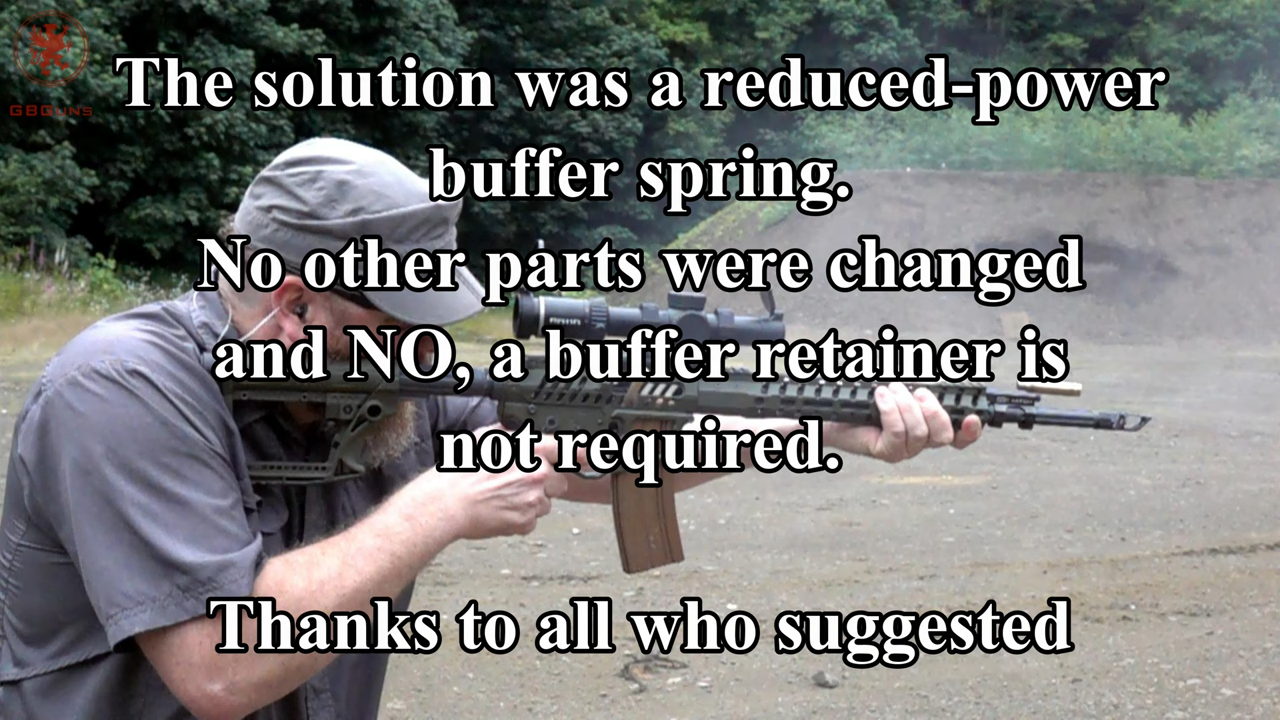 GBGuns
The solution was a reduced-power
buffer spring.
No other parts were changed
and NO, a buffer retainer is
not required.
Thanks to all who suggested